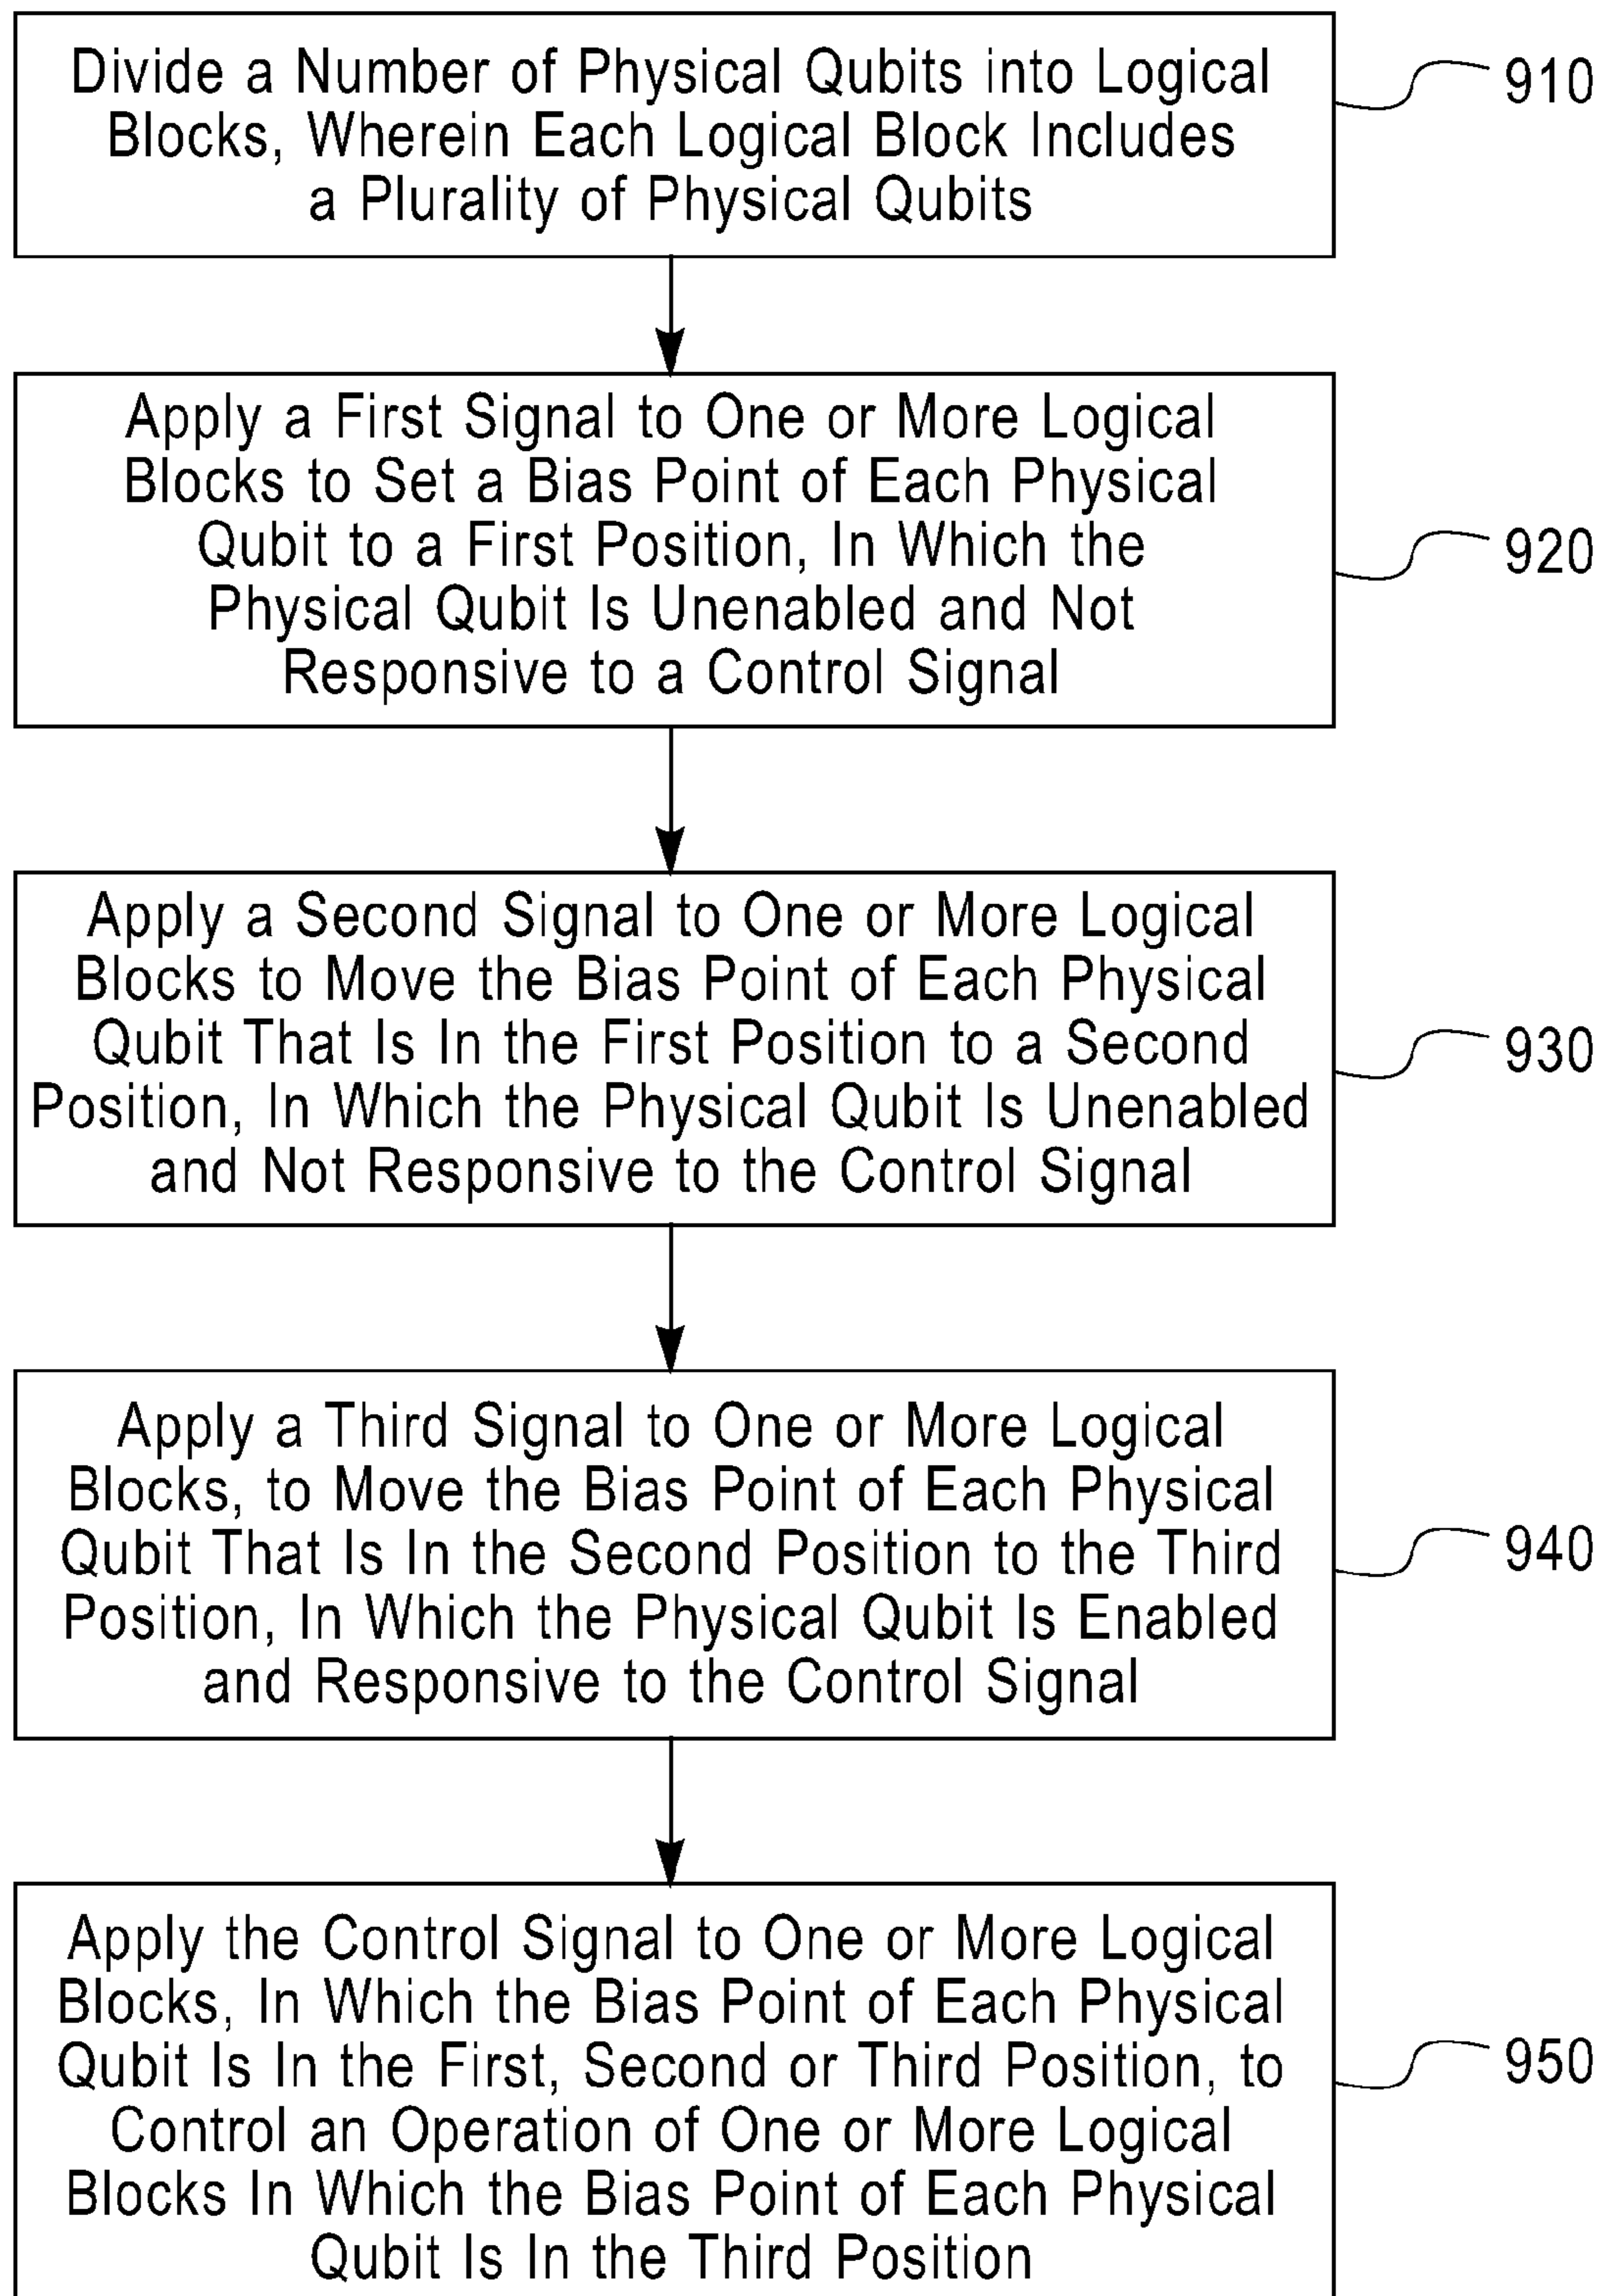 Divide a Number of Physical Qubits into Logical
Blocks, Wherein Each Logical Block Includes
a Plurality of Physical Qubits
910
Apply a First Signal to One or More Logical
Blocks to Set a Bias Point of Each Physical
Qubit to a First Position, In Which the
Physical Qubit Is Unenabled and Not
Responsive to a Control Signal
920
Apply a Second Signal to One or More Logical
Blocks to Move the Bias Point of Each Physical
Qubit That Is In the First Position to a Second
Position, In Which the Physical Qubit Is Unenabled
and Not Responsive to the Control Signal
930
Apply a Third Signal to One or More Logical
Blocks, to Move the Bias Point of Each Physical
Qubit That Is In the Second Position to the Third
Position, In Which the Physical Qubit Is Enabled
and Responsive to the Control Signal
940
Apply the Control Signal to One or More Logical
Blocks, In Which the Bias Point of Each Physical
Qubit Is In the First, Second or Third Position, to
Control an Operation of One or More Logical
Blocks In Which the Bias Point of Each Physical
Qubit Is In the Third Position
950